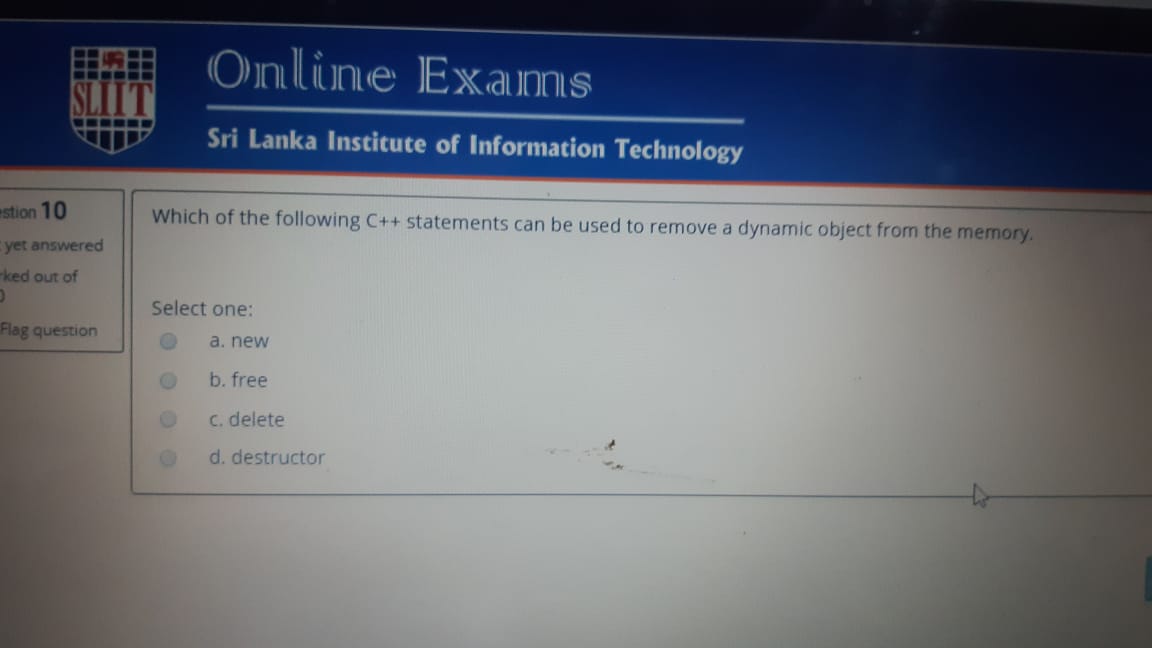 SLIIT
Online Exams
Sri Lanka Institute of Information Technology
estion 10
yet answered
rked out of
Flag question
Which of the following C++ statements can be used to remove a dynamic object from the memory.
Select one:
a. new
b. free
c. delete
d. destructor